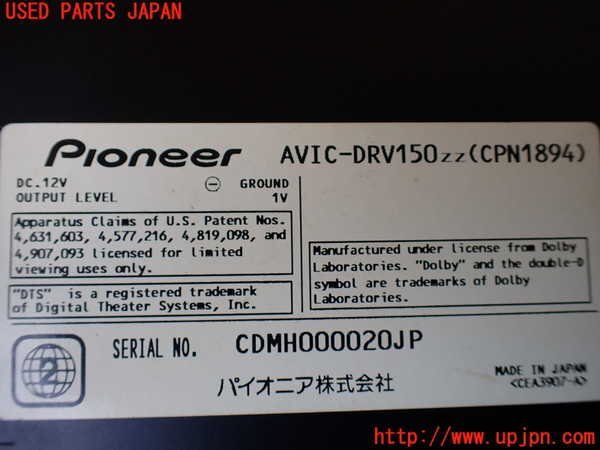 USED PARTS JAPAN
Pioneer AVIC-DRV150zz(CPN1894)
DC.12V ⊖ GROUND
OUTPUT LEVEL 1V
Apparatus Claims of U.S. Patent Nos.
4,631,603, 4,577,216, 4,819,098, and
4,907,093 licensed for limited
viewing uses only.
Manufactured under license from Dolby
Laboratories. "Dolby" and the double-D
symbol are trademarks of Dolby
Laboratories.
"DTS" is a registered trademark
of Digital Theater Systems, Inc.
2
SERIAL NO. CDMH000020JP
パイオニア株式会社
MADE IN JAPAN
<CEA3907-A>
http://www.upjpn.com/